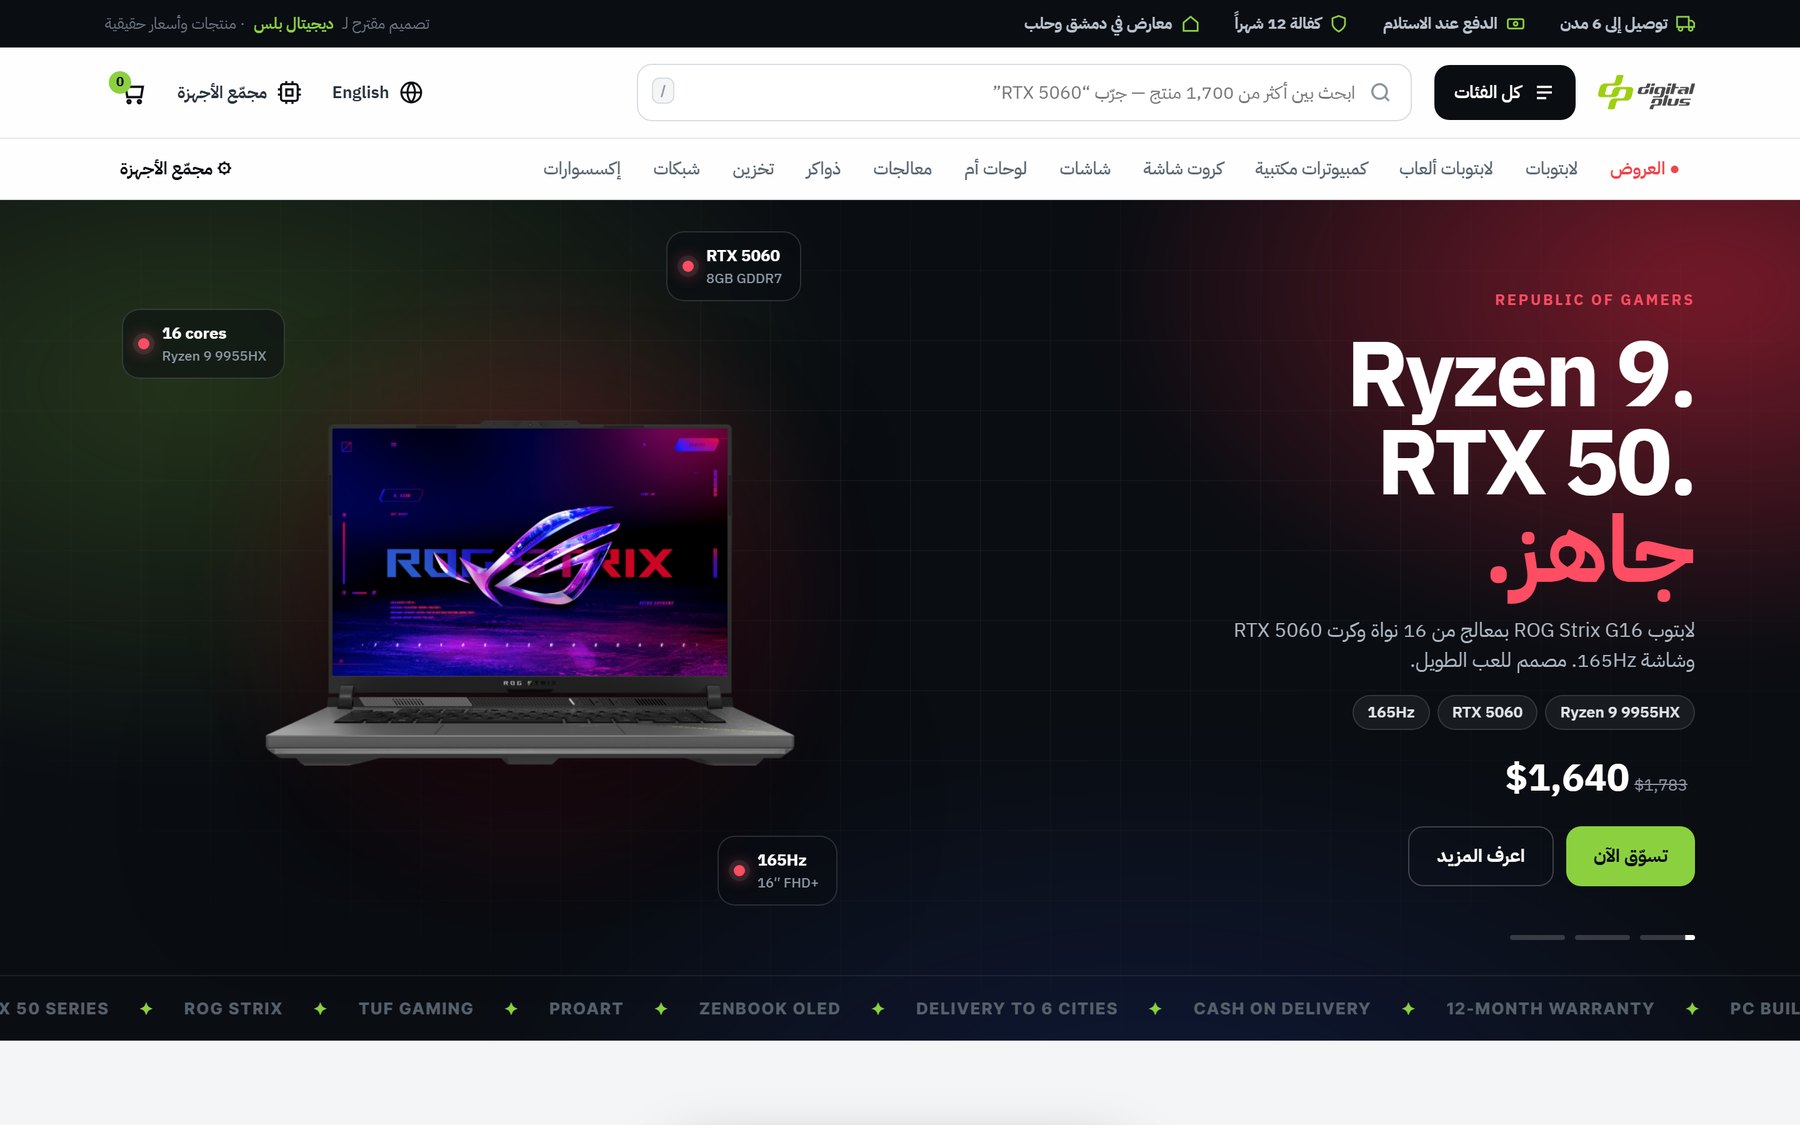 توصيل إلى 6 مدن
الدفع عند الاستلام
كفالة 12 شهراً
معارض في دمشق وحلب
تصميم مقترح لـ ديجيتال بلس · منتجات وأسعار حقيقية
digital plus
كل الفئات
ابحث بين أكثر من 1,700 منتج — جرّب “RTX 5060”
/
English
مجمّع الأجهزة
0
العروض
لابتوبات
لابتوبات ألعاب
كمبيوترات مكتبية
كروت شاشة
شاشات
لوحات أم
معالجات
ذواكر
تخزين
شبكات
إكسسوارات
مجمّع الأجهزة
REPUBLIC OF GAMERS
Ryzen 9.
RTX 50.
جاهز.
لابتوب ROG Strix G16 بمعالج من 16 نواة وكرت RTX 5060
وشاشة 165Hz. مصمم للعب الطويل.
Ryzen 9 9955HX
RTX 5060
165Hz
$1,783
$1,640
تسوّق الآن
اعرف المزيد
RTX 5060
8GB GDDR7
16 cores
Ryzen 9 9955HX
ROG STRIX
165Hz
16″ FHD+
X 50 SERIES ✦ ROG STRIX ✦ TUF GAMING ✦ PROART ✦ ZENBOOK OLED ✦ DELIVERY TO 6 CITIES ✦ CASH ON DELIVERY ✦ 12-MONTH WARRANTY ✦ PC BUIL